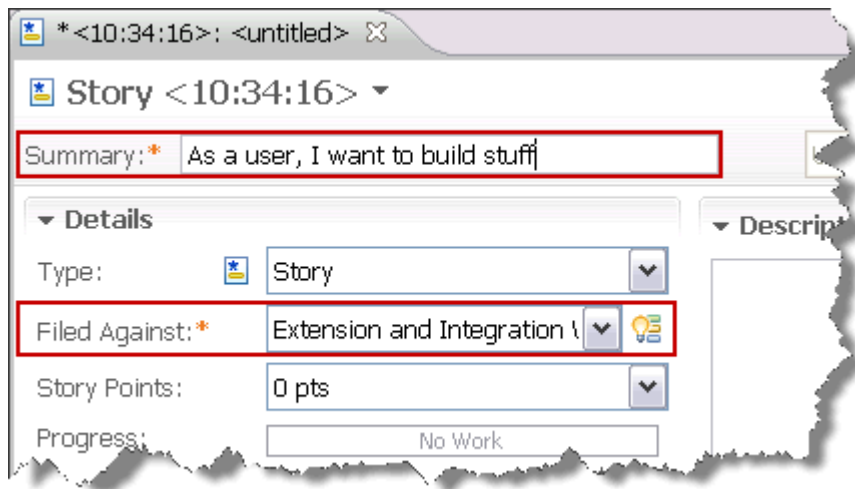 *<10:34:16>: <untitled>
Story <10:34:16>
Summary:* As a user, I want to build stuff
Details
Type: Story
Filed Against:* Extension and Integration
Story Points: 0 pts
Progress: No Work